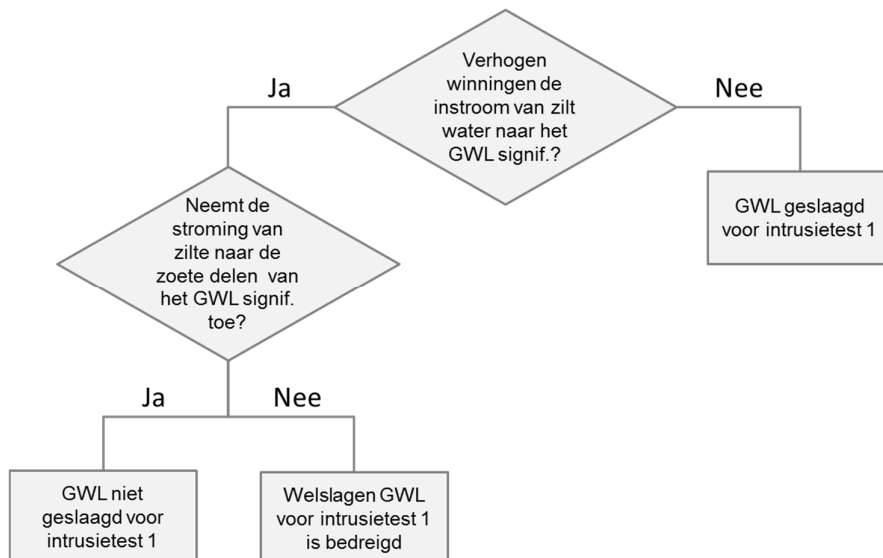 Verhogen
winningen de
instroom van zilt
water naar het
GWL signif.?
Ja
Nee
Neemt de
stroming van
zilte naar de
zoete delen van
het GWL signif.
toe?
GWL geslaagd
voor intrusietest 1
Ja
Nee
GWL niet
geslaagd voor
intrusietest 1
Welslagen GWL
voor intrusietest 1
is bedreigd